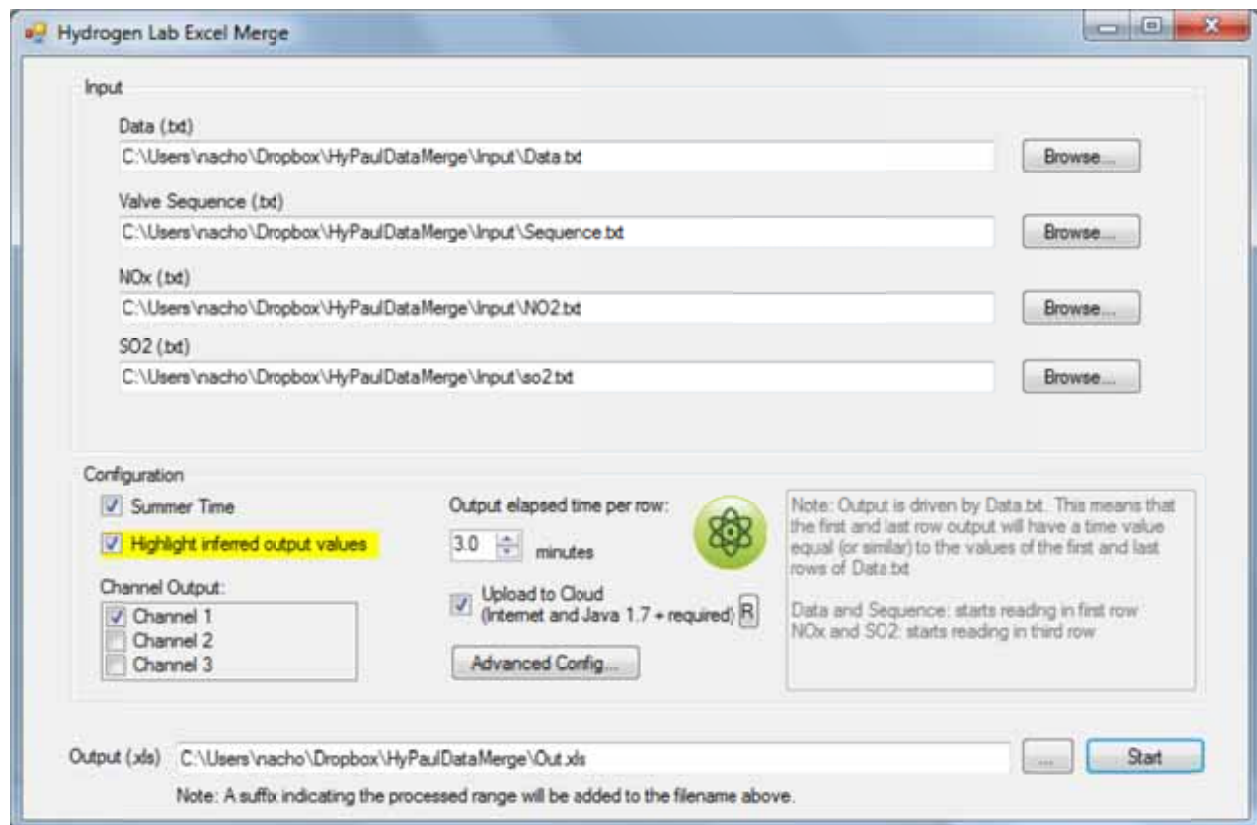 Hydrogen Lab Excel Merge
Input
Data (.txt)
C:\Users\nacho\Dropbox\HyPaulDataMerge\Input\Data.txt
Browse...
Valve Sequence (.txt)
C:\Users\nacho\Dropbox\HyPaulDataMerge\Input\Sequence.txt
Browse...
NOx (.txt)
C:\Users\nacho\Dropbox\HyPaulDataMerge\Input\NO2.txt
Browse...
SO2 (.txt)
C:\Users\nacho\Dropbox\HyPaulDataMerge\Input\so2.txt
Browse...
Configuration
Summer Time
Highlight inferred output values
Channel Output:
Channel 1
Channel 2
Channel 3
Output elapsed time per row:
3.0 minutes
Upload to Cloud
(Internet and Java 1.7 + required) R
Advanced Config...
Note: Output is driven by Data.txt. This means that
the first and last row output will have a time value
equal (or similar) to the values of the first and last
rows of Data.txt
Data and Sequence: starts reading in first row
NOx and SO2: starts reading in third row
Output (.xls) C:\Users\nacho\Dropbox\HyPaulDataMerge\Out.xls ... Start
Note: A suffix indicating the processed range will be added to the filename above.